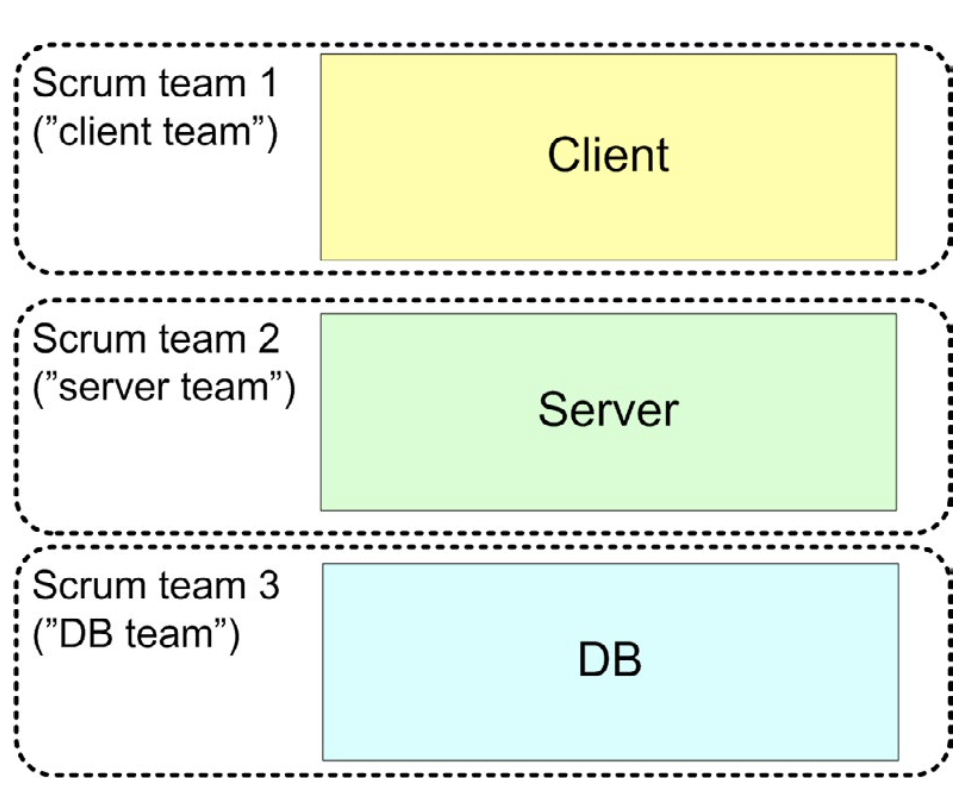 Scrum team 1
(”client team”)
Client
Scrum team 2
(”server team”)
Server
Scrum team 3
(”DB team”)
DB